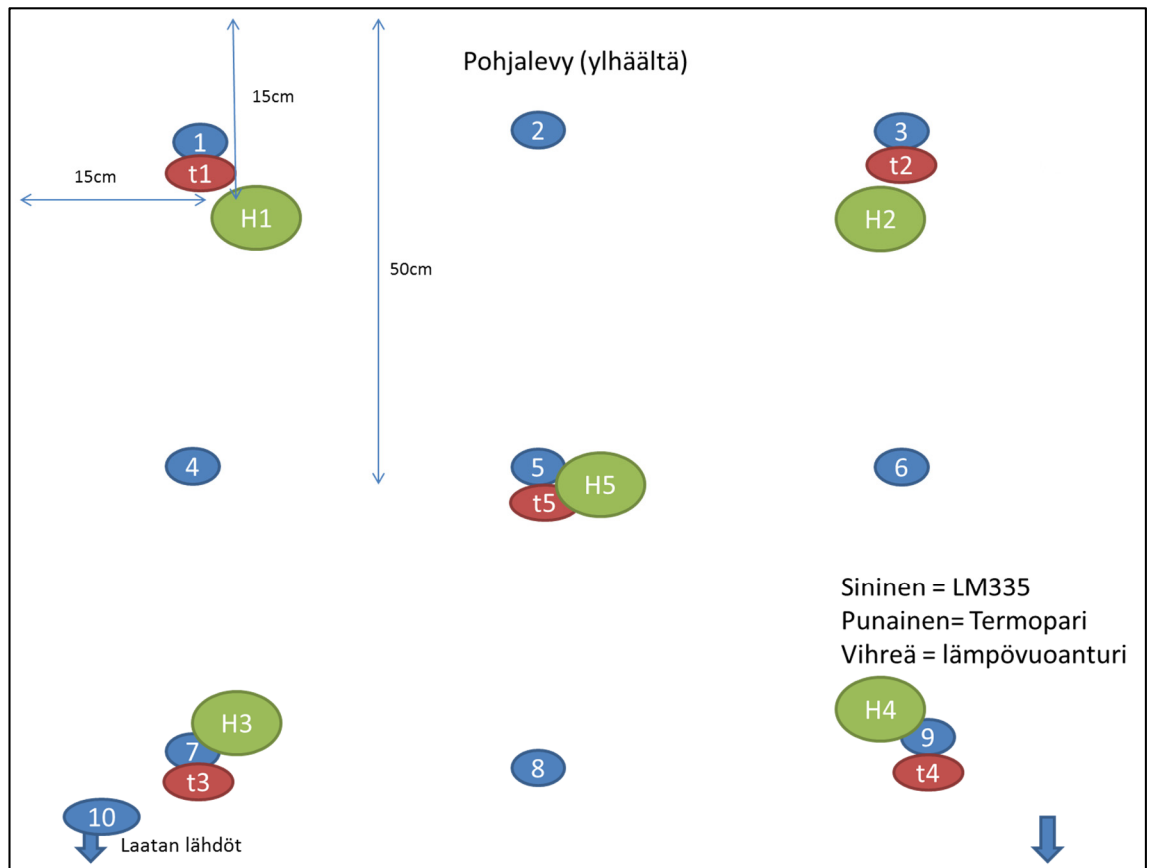 Pohjalevy (ylhäältä)
15cm
1
2
3
t1
t2
15cm
H1
H2
50cm
4
5
6
t5
H5
Sininen = LM335
Punainen= Termopari
Vihreä = lämpövuoanturi
H3
H4
7
9
8
t3
t4
10
Laatan lähdöt